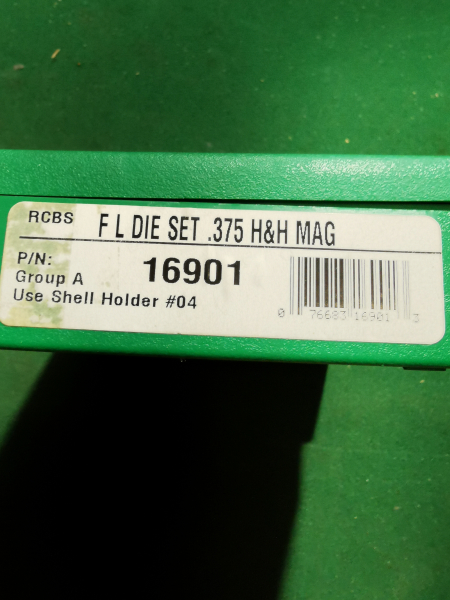 RCBS F L DIE SET .375 H&H MAG
P/N: 16901
Group A
Use Shell Holder #04
0 76683 16901 3